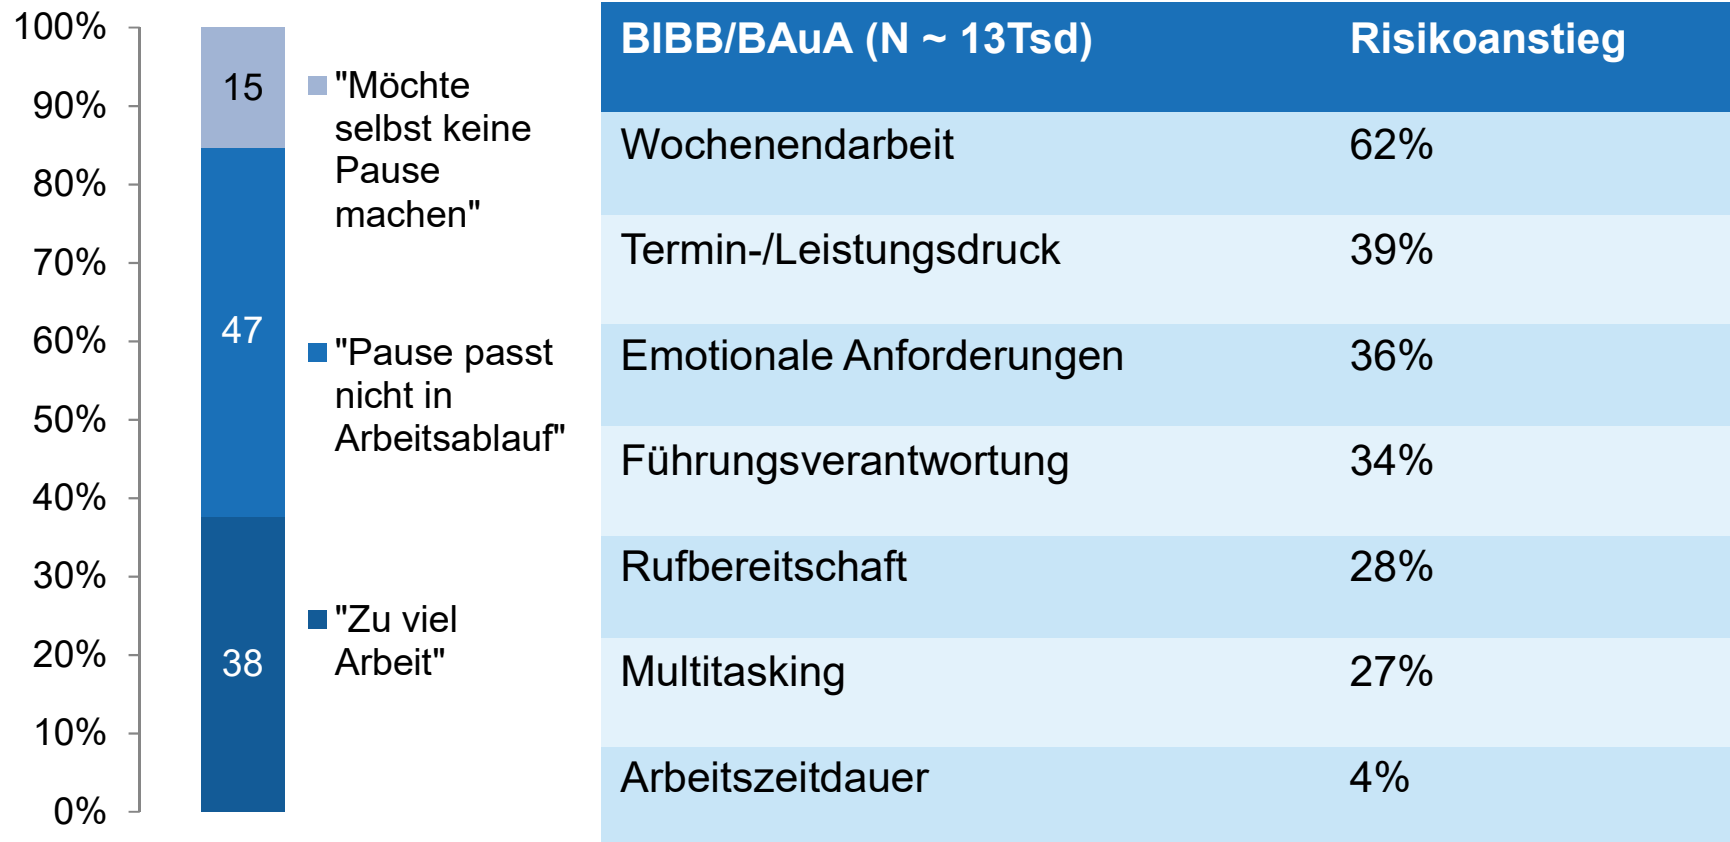 100%
90%
80%
70%
60%
50%
40%
30%
20%
10%
0%
15
47
38
"Möchte
selbst keine
Pause
machen"
"Pause passt
nicht in
Arbeitsablauf"
"Zu viel
Arbeit"
BIBB/BAuA (N ~ 13Tsd) Risikoanstieg
Wochenendarbeit 62%
Termin-/Leistungsdruck 39%
Emotionale Anforderungen 36%
Führungsverantwortung 34%
Rufbereitschaft 28%
Multitasking 27%
Arbeitszeitdauer 4%